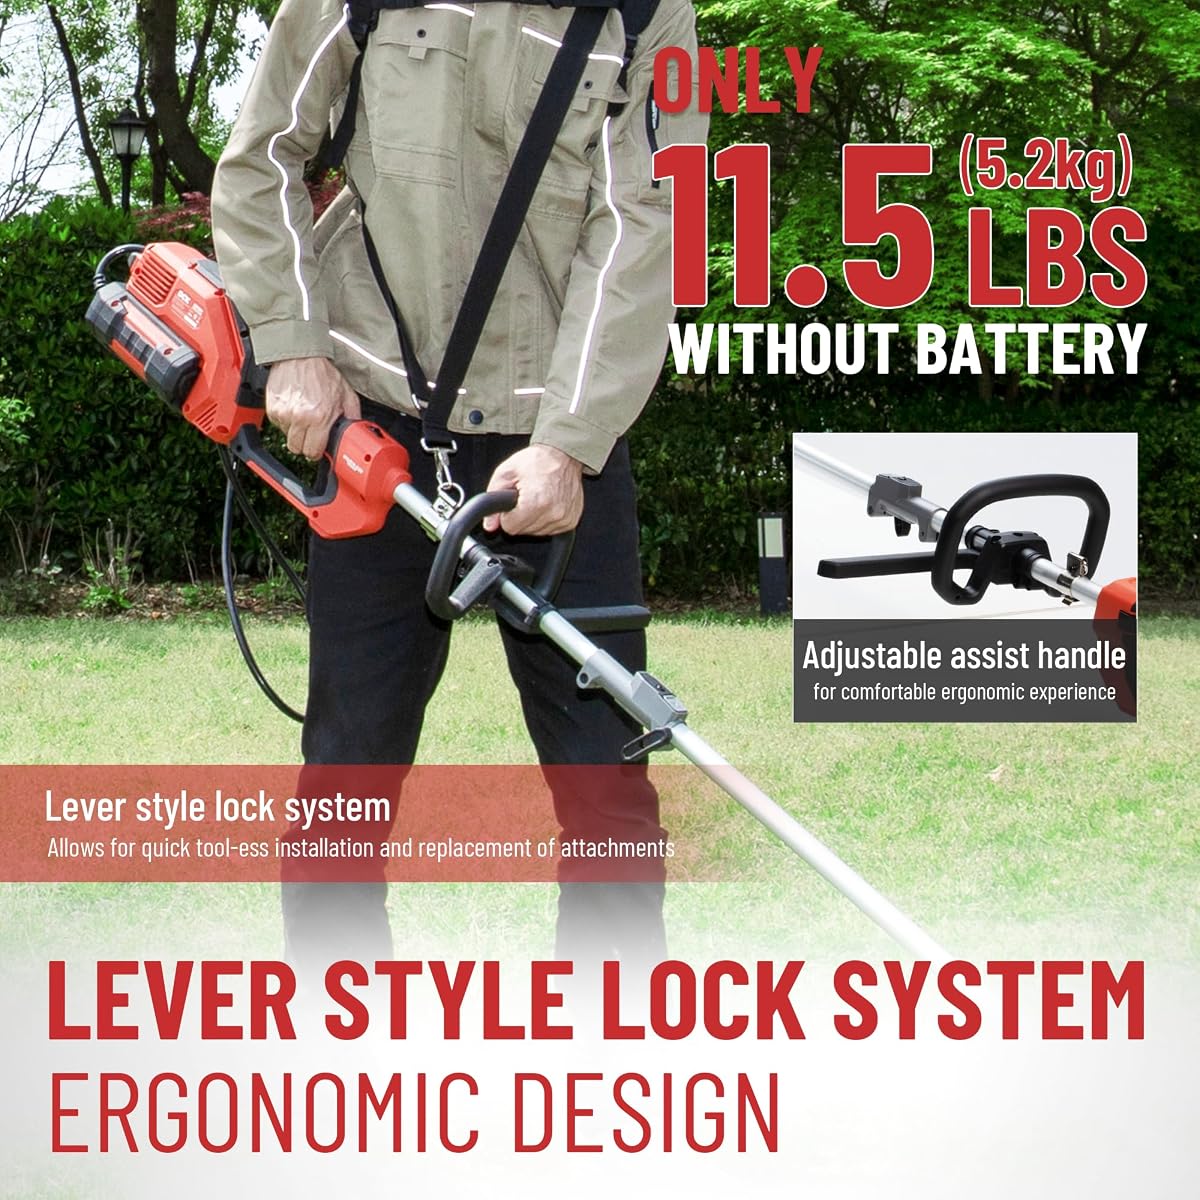 ONLY
11.5 LBS (5.2kg)
WITHOUT BATTERY
Adjustable assist handle
for comfortable ergonomic experience
Lever style lock system
Allows for quick tool-ess installation and replacement of attachments
LEVER STYLE LOCK SYSTEM
ERGONOMIC DESIGN